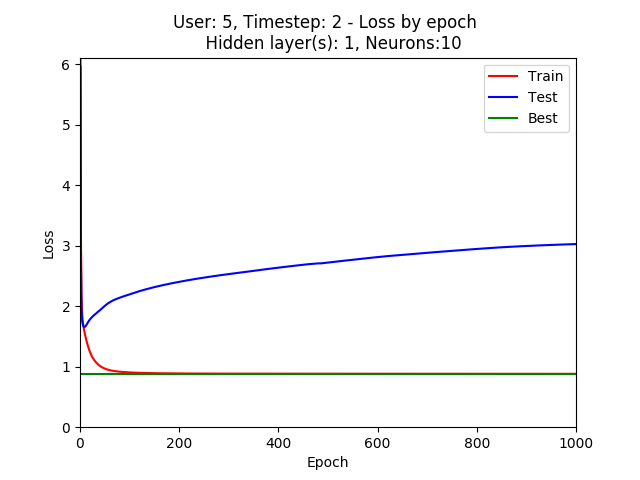 User: 5, Timestep: 2 - Loss by epoch
Hidden layer(s): 1, Neurons:10
Train
Test
Best
6
5
4
3
2
1
0
Loss
0 200 400 600 800 1000
Epoch